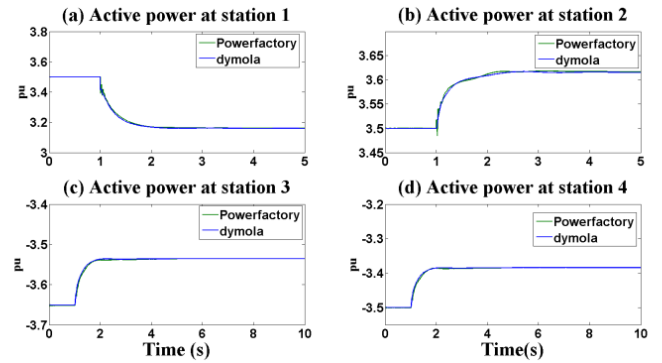 (a) Active power at station 1
3.8
3.6
3.4
3.2
3
pu
0 1 2 3 4 5
Powerfactory
dymola
(b) Active power at station 2
3.65
3.6
3.55
3.5
3.45
pu
0 1 2 3 4 5
Powerfactory
dymola
(c) Active power at station 3
-3.4
-3.5
-3.6
-3.7
pu
0 2 4 6 8 10
Time (s)
Powerfactory
dymola
(d) Active power at station 4
-3.2
-3.3
-3.4
-3.5
pu
0 2 4 6 8 10
Time(s)
Powerfactory
dymola